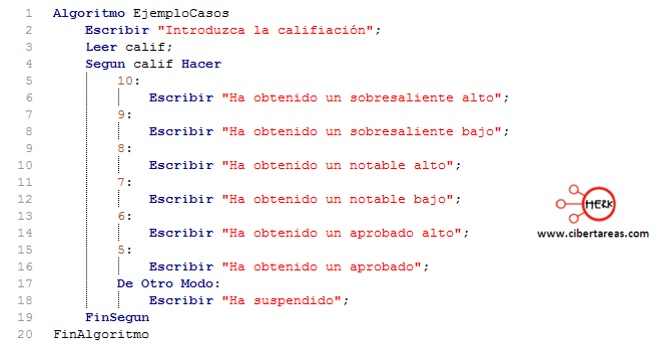 1 Algoritmo EjemploCasos
2 Escribir "Introduzca la califiación";
3 Leer calif;
4 Segun calif Hacer
5 10:
6 Escribir "Ha obtenido un sobresaliente alto";
7 9:
8 Escribir "Ha obtenido un sobresaliente bajo";
9 8:
10 Escribir "Ha obtenido un notable alto";
11 7:
12 Escribir "Ha obtenido un notable bajo";
13 6:
14 Escribir "Ha obtenido un aprobado alto";
15 5:
16 Escribir "Ha obtenido un aprobado";
17 De Otro Modo:
18 Escribir "Ha suspendido";
19 FinSegun
20 FinAlgoritmo
HERK
www.cibertareas.com